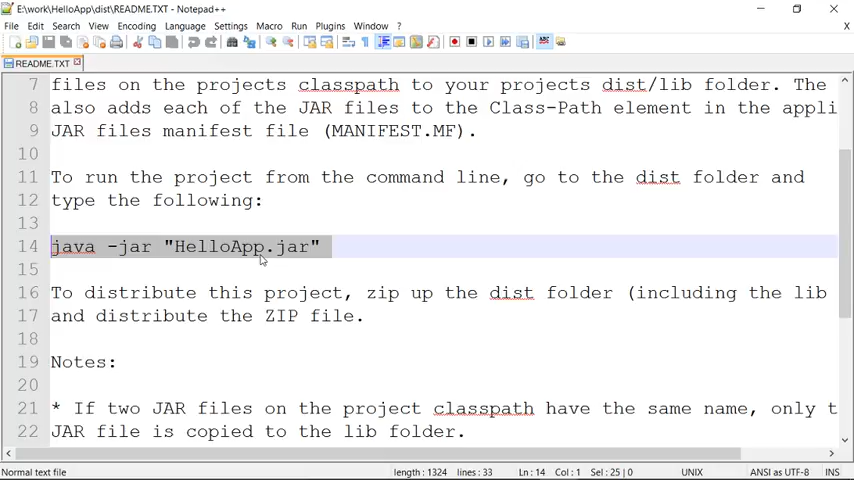 E:\work\HelloApp\dist\README.TXT - Notepad++
File Edit Search View Encoding Language Settings Macro Run Plugins Window ? X
README.TXT
7 files on the projects classpath to your projects dist/lib folder. The
8 also adds each of the JAR files to the Class-Path element in the appli
9 JAR files manifest file (MANIFEST.MF).
10
11 To run the project from the command line, go to the dist folder and
12 type the following:
13
14 java -jar "HelloApp.jar"
15
16 To distribute this project, zip up the dist folder (including the lib
17 and distribute the ZIP file.
18
19 Notes:
20
21 * If two JAR files on the project classpath have the same name, only t
22 JAR file is copied to the lib folder.
Normal text file length : 1324 lines : 33 Ln : 14 Col : 1 Sel : 25 | 0 UNIX ANSI as UTF-8 INS